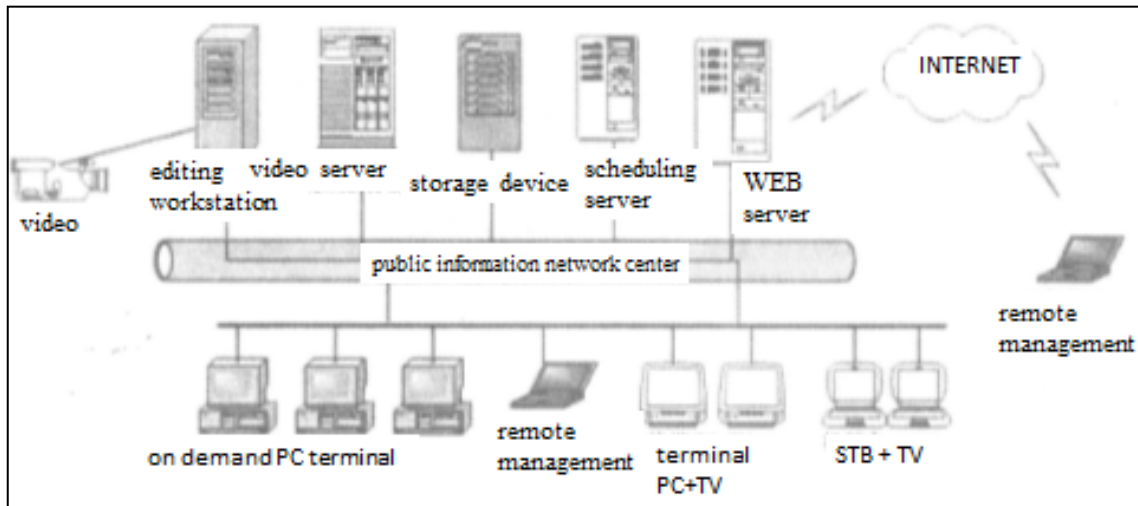 INTERNET
editing
workstation
video server
storage device
scheduling
server
WEB
server
video
public information network center
remote
management
on demand PC terminal
remote
management
terminal
PC+TV
STB + TV